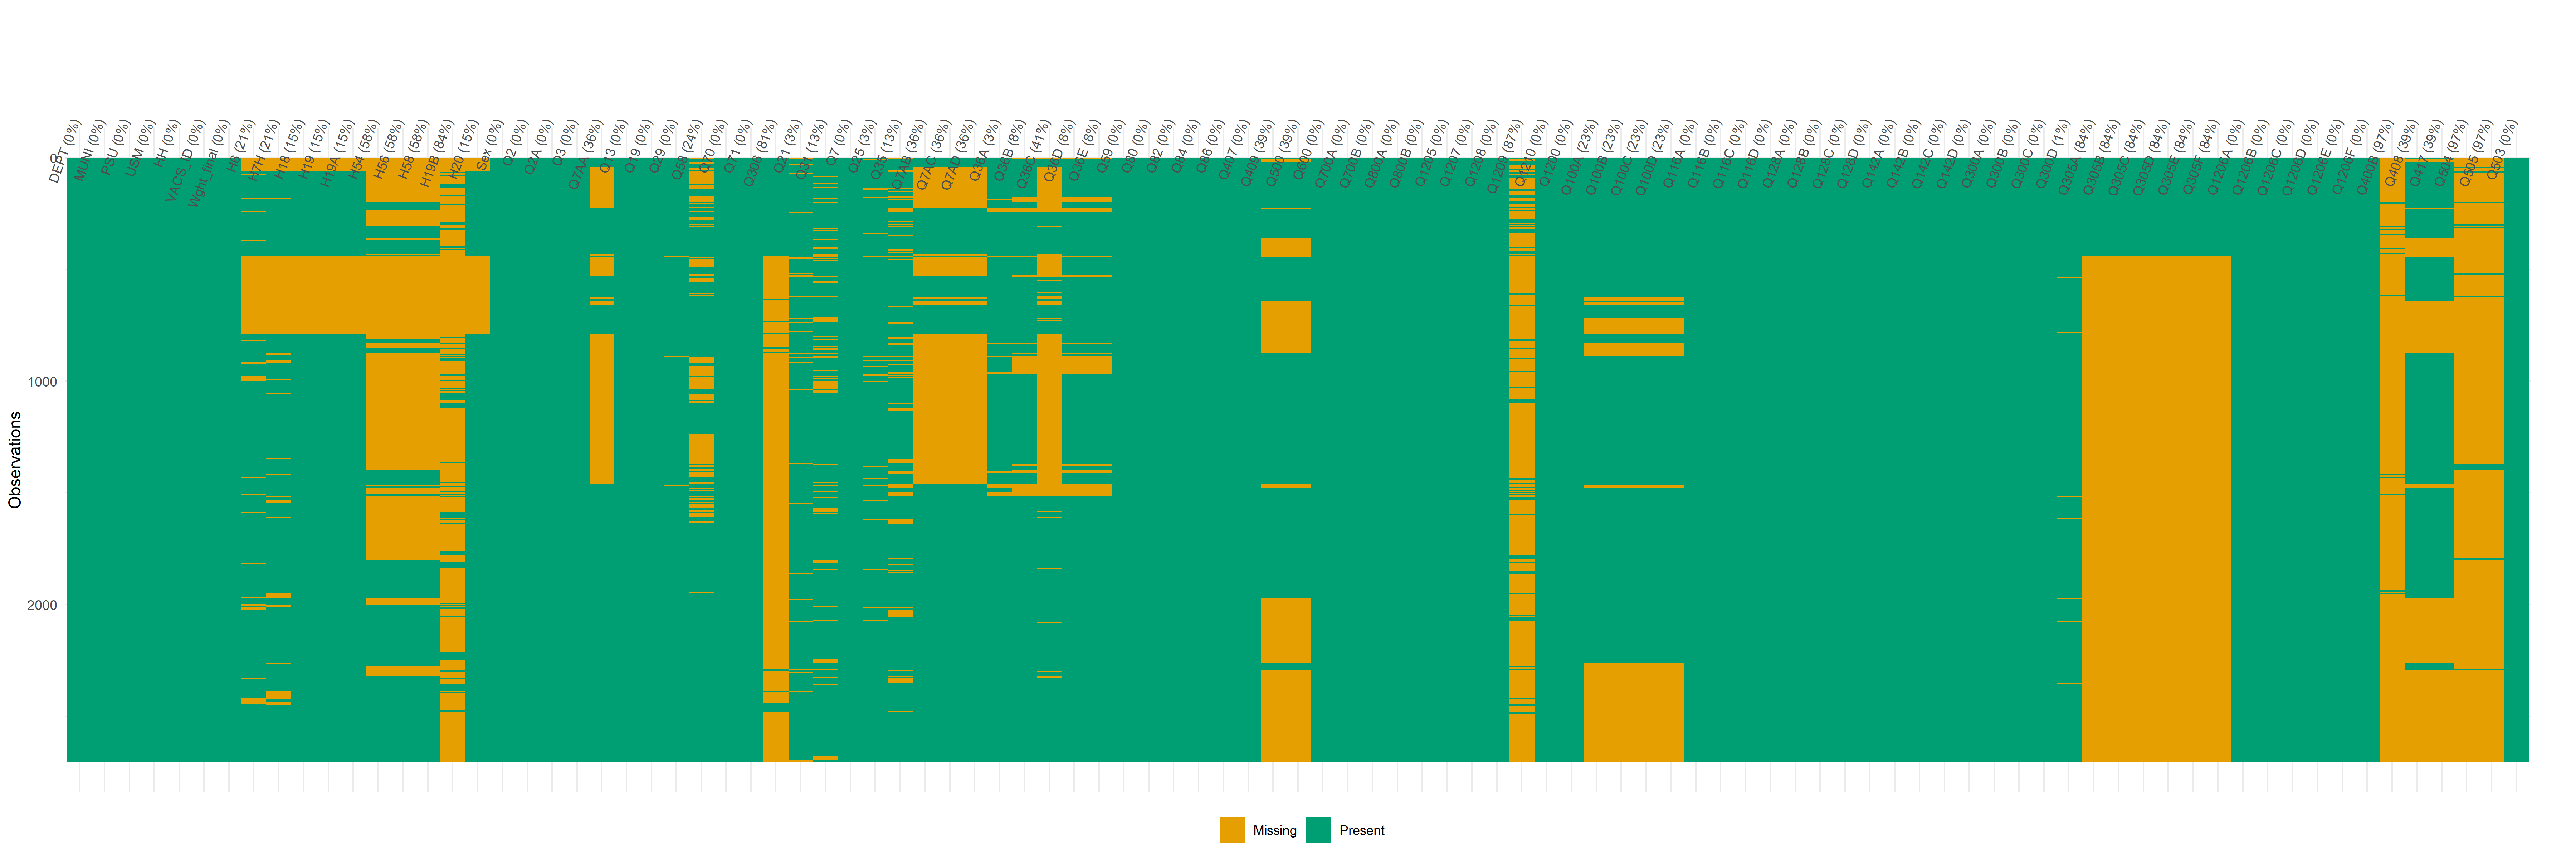 DEPT (0%)
MUNI (0%)
PSU (0%)
USM (0%)
HH (0%)
VACS_ID (0%)
Wght_final (0%)
H6 (21%)
H7H (21%)
H18 (15%)
H19 (15%)
H19A (15%)
H54 (58%)
H56 (58%)
H58 (58%)
H19B (84%)
H20 (15%)
Sex (0%)
Q2 (0%)
Q2A (0%)
Q3 (0%)
Q7AA (36%)
Q13 (0%)
Q19 (0%)
Q29 (0%)
Q58 (24%)
Q70 (0%)
Q71 (0%)
Q306 (81%)
Q21 (3%)
Q31 (13%)
Q7 (0%)
Q25 (3%)
Q35 (13%)
Q7AB (36%)
Q7AC (36%)
Q7AD (36%)
Q36A (3%)
Q36B (8%)
Q36C (41%)
Q36D (8%)
Q36E (8%)
Q59 (0%)
Q80 (0%)
Q82 (0%)
Q84 (0%)
Q86 (0%)
Q407 (0%)
Q409 (39%)
Q500 (39%)
Q600 (0%)
Q700A (0%)
Q700B (0%)
Q800A (0%)
Q800B (0%)
Q1205 (0%)
Q1207 (0%)
Q1208 (0%)
Q1209 (87%)
Q1210 (0%)
Q1200 (0%)
Q100A (23%)
Q100B (23%)
Q100C (23%)
Q100D (23%)
Q116A (0%)
Q116B (0%)
Q116C (0%)
Q116D (0%)
Q128A (0%)
Q128B (0%)
Q128C (0%)
Q128D (0%)
Q142A (0%)
Q142B (0%)
Q142C (0%)
Q142D (0%)
Q300A (0%)
Q300B (0%)
Q300C (0%)
Q300D (1%)
Q305A (84%)
Q305B (84%)
Q305C (84%)
Q305D (84%)
Q305E (84%)
Q305F (84%)
Q1206A (0%)
Q1206B (0%)
Q1206C (0%)
Q1206D (0%)
Q1206E (0%)
Q1206F (0%)
Q400B (97%)
Q408 (39%)
Q417 (39%)
Q504 (97%)
Q505 (97%)
Q503 (0%)
0
1000
2000
Observations
Missing
Present